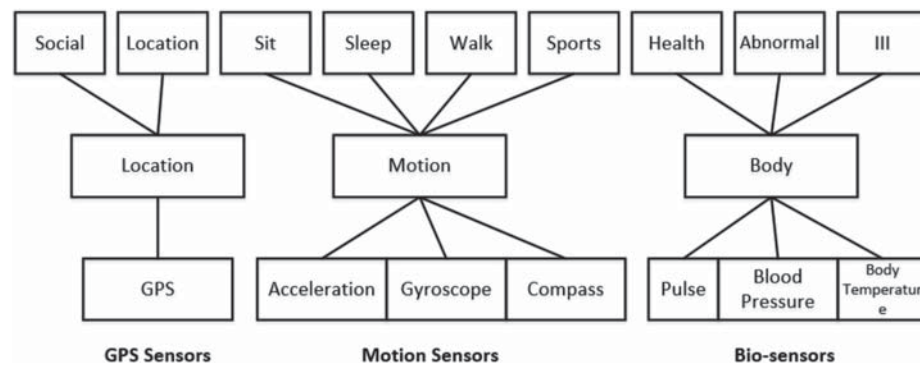 Social
Location
Sit
Sleep
Walk
Sports
Health
Abnormal
III
Location
Motion
Body
GPS
Acceleration
Gyroscope
Compass
Pulse
Blood
Pressure
Body
Temperatur
e
GPS Sensors
Motion Sensors
Bio-sensors